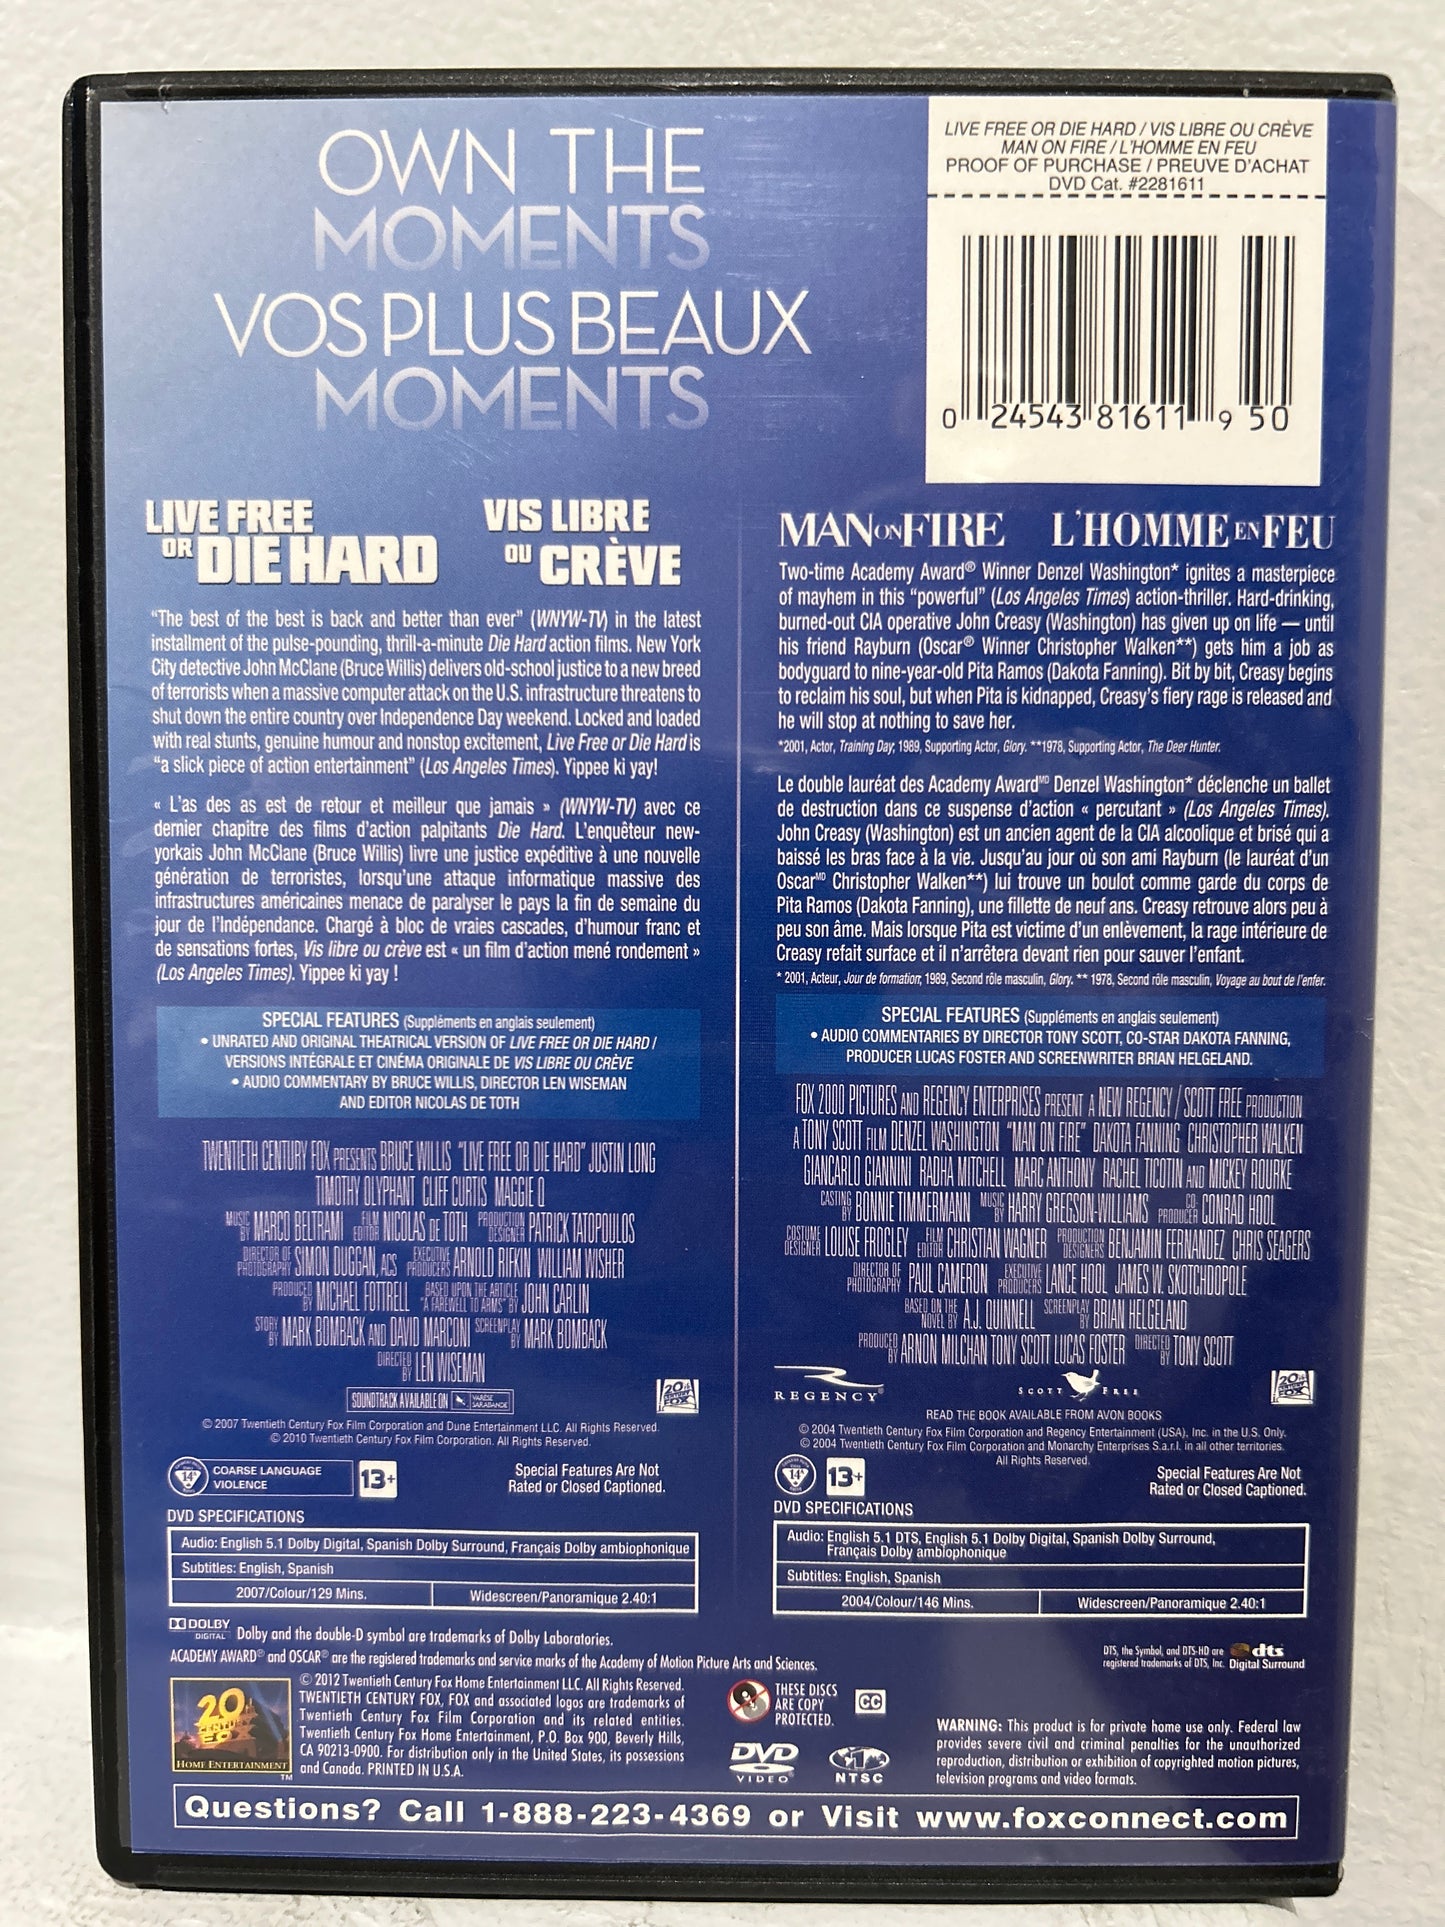 OWN THE
MOMENTS
VOS PLUS BEAUX
MOMENTS
LIVE FREE OR DIE HARD / VIS LIBRE OU CRÈVE
MAN ON FIRE / L'HOMME EN FEU
PROOF OF PURCHASE / PREUVE D'ACHAT
DVD Cat. #2281611
0 24543 81611 9 50
LIVE FREE
OR DIE HARD
VIS LIBRE
OU CRÈVE
"The best of the best is back and better than ever" (WNYW-TV) in the latest
installment of the pulse-pounding, thrill-a-minute Die Hard action films. New York
City detective John McClane (Bruce Willis) delivers old-school justice to a new breed
of terrorists when a massive computer attack on the U.S. infrastructure threatens to
shut down the entire country over Independence Day weekend. Locked and loaded
with real stunts, genuine humour and nonstop excitement, Live Free or Die Hard is
"a slick piece of action entertainment" (Los Angeles Times). Yippee ki yay!
« L'as des as est de retour et meilleur que jamais » (WNYW-TV) avec ce
dernier chapitre des films d'action palpitants Die Hard. L'enquêteur new-
yorkais John McClane (Bruce Willis) livre une justice expéditive à une nouvelle
génération de terroristes, lorsqu'une attaque informatique massive des
infrastructures américaines menace de paralyser le pays la fin de semaine du
jour de l'Indépendance. Chargé à bloc de vraies cascades, d'humour franc et
de sensations fortes, Vis libre ou crève est « un film d'action mené rondement »
(Los Angeles Times). Yippee ki yay !
SPECIAL FEATURES (Suppléments en anglais seulement)
• UNRATED AND ORIGINAL THEATRICAL VERSION OF LIVE FREE OR DIE HARD /
VERSIONS INTÉGRALE ET CINÉMA ORIGINALE DE VIS LIBRE OU CRÈVE
• AUDIO COMMENTARY BY BRUCE WILLIS, DIRECTOR LEN WISEMAN
AND EDITOR NICOLAS DE TOTH
TWENTIETH CENTURY FOX PRESENTS BRUCE WILLIS "LIVE FREE OR DIE HARD" JUSTIN LONG
TIMOTHY OLYPHANT CLIFF CURTIS MAGGIE Q
MUSIC BY MARCO BELTRAMI FILM EDITOR NICOLAS DE TOTH PRODUCTION DESIGNER PATRICK TATOPOULOS
DIRECTOR OF PHOTOGRAPHY SIMON DUGGAN, ACS EXECUTIVE PRODUCERS ARNOLD RIFKIN WILLIAM WISHER
PRODUCED BY MICHAEL FOTTRELL BASED UPON THE ARTICLE "A FAREWELL TO ARMS" BY JOHN CARLIN
STORY BY MARK BOMBACK AND DAVID MARCONI SCREENPLAY BY MARK BOMBACK
DIRECTED BY LEN WISEMAN
SOUNDTRACK AVAILABLE ON VARÈSE SARABANDE
20th CENTURY FOX
© 2007 Twentieth Century Fox Film Corporation and Dune Entertainment LLC. All Rights Reserved.
© 2010 Twentieth Century Fox Film Corporation. All Rights Reserved.
14A
COARSE LANGUAGE
VIOLENCE
13+
Special Features Are Not
Rated or Closed Captioned.
DVD SPECIFICATIONS
Audio: English 5.1 Dolby Digital, Spanish Dolby Surround, Français Dolby ambiophonique
Subtitles: English, Spanish
2007/Colour/129 Mins.
Widescreen/Panoramique 2.40:1
MAN ON FIRE L'HOMME EN FEU
Two-time Academy Award® Winner Denzel Washington* ignites a masterpiece
of mayhem in this "powerful" (Los Angeles Times) action-thriller. Hard-drinking,
burned-out CIA operative John Creasy (Washington) has given up on life — until
his friend Rayburn (Oscar® Winner Christopher Walken**) gets him a job as
bodyguard to nine-year-old Pita Ramos (Dakota Fanning). Bit by bit, Creasy begins
to reclaim his soul, but when Pita is kidnapped, Creasy's fiery rage is released and
he will stop at nothing to save her.
*2001, Actor, Training Day; 1989, Supporting Actor, Glory. **1978, Supporting Actor, The Deer Hunter.
Le double lauréat des Academy Award MD Denzel Washington* déclenche un ballet
de destruction dans ce suspense d'action « percutant » (Los Angeles Times).
John Creasy (Washington) est un ancien agent de la CIA alcoolique et brisé qui a
baissé les bras face à la vie. Jusqu'au jour où son ami Rayburn (le lauréat d'un
Oscar MD Christopher Walken**) lui trouve un boulot comme garde du corps de
Pita Ramos (Dakota Fanning), une fillette de neuf ans. Creasy retrouve alors peu à
peu son âme. Mais lorsque Pita est victime d'un enlèvement, la rage intérieure de
Creasy refait surface et il n'arrêtera devant rien pour sauver l'enfant.
* 2001, Acteur, Jour de formation; 1989, Second rôle masculin, Glory. ** 1978, Second rôle masculin, Voyage au bout de l'enfer.
SPECIAL FEATURES (Suppléments en anglais seulement)
• AUDIO COMMENTARIES BY DIRECTOR TONY SCOTT, CO-STAR DAKOTA FANNING,
PRODUCER LUCAS FOSTER AND SCREENWRITER BRIAN HELGELAND.
FOX 2000 PICTURES AND REGENCY ENTERPRISES PRESENT A NEW REGENCY / SCOTT FREE PRODUCTION
A TONY SCOTT FILM DENZEL WASHINGTON "MAN ON FIRE" DAKOTA FANNING CHRISTOPHER WALKEN
GIANCARLO GIANNINI RADHA MITCHELL MARC ANTHONY RACHEL TICOTIN AND MICKEY ROURKE
CASTING BY BONNIE TIMMERMANN MUSIC BY HARRY GREGSON-WILLIAMS CO-PRODUCER CONRAD HOOL
COSTUME DESIGNER LOUISE FROGLEY FILM EDITOR CHRISTIAN WAGNER PRODUCTION DESIGNERS BENJAMIN FERNANDEZ CHRIS SEAGERS
DIRECTOR OF PHOTOGRAPHY PAUL CAMERON EXECUTIVE PRODUCERS LANCE HOOL JAMES W. SKOTCHDOPOLE
BASED ON THE NOVEL BY A.J. QUINNELL SCREENPLAY BY BRIAN HELGELAND
PRODUCED BY ARNON MILCHAN TONY SCOTT LUCAS FOSTER DIRECTED BY TONY SCOTT
REGENCY®
SCOTT FREE
20th CENTURY FOX
READ THE BOOK AVAILABLE FROM AVON BOOKS
© 2004 Twentieth Century Fox Film Corporation and Regency Entertainment (USA), Inc. in the U.S. Only.
© 2004 Twentieth Century Fox Film Corporation and Monarchy Enterprises S.a.r.l. in all other territories.
All Rights Reserved.
14A
13+
Special Features Are Not
Rated or Closed Captioned.
DVD SPECIFICATIONS
Audio: English 5.1 DTS, English 5.1 Dolby Digital, Spanish Dolby Surround,
Français Dolby ambiophonique
Subtitles: English, Spanish
2004/Colour/146 Mins.
Widescreen/Panoramique 2.40:1
DOLBY
DIGITAL
Dolby and the double-D symbol are trademarks of Dolby Laboratories.
ACADEMY AWARD® and OSCAR® are the registered trademarks and service marks of the Academy of Motion Picture Arts and Sciences.
DTS, the Symbol, and DTS-HD are
registered trademarks of DTS, Inc.
dts
Digital Surround
20th
CENTURY
FOX
HOME ENTERTAINMENT
TM
© 2012 Twentieth Century Fox Home Entertainment LLC. All Rights Reserved.
TWENTIETH CENTURY FOX, FOX and associated logos are trademarks of
Twentieth Century Fox Film Corporation and its related entities.
Twentieth Century Fox Home Entertainment, P.O. Box 900, Beverly Hills,
CA 90213-0900. For distribution only in the United States, its possessions
and Canada. PRINTED IN U.S.A.
THESE DISCS
ARE COPY
PROTECTED.
CC
DVD
VIDEO
NTSC
WARNING: This product is for private home use only. Federal law
provides severe civil and criminal penalties for the unauthorized
reproduction, distribution or exhibition of copyrighted motion pictures,
television programs and video formats.
Questions? Call 1-888-223-4369 or Visit www.foxconnect.com